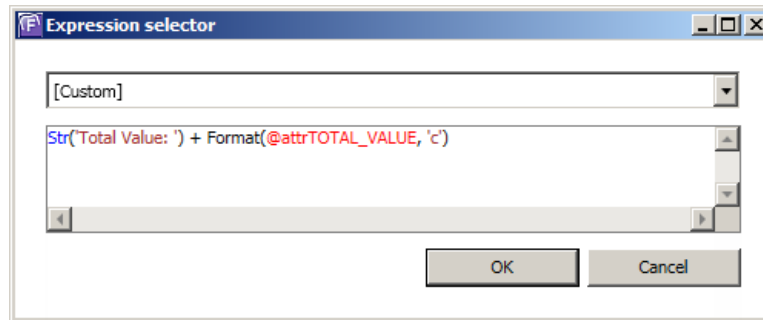 Expression selector
[Custom]
Str('Total Value: ') + Format(@attrTOTAL_VALUE, 'c')
OK Cancel